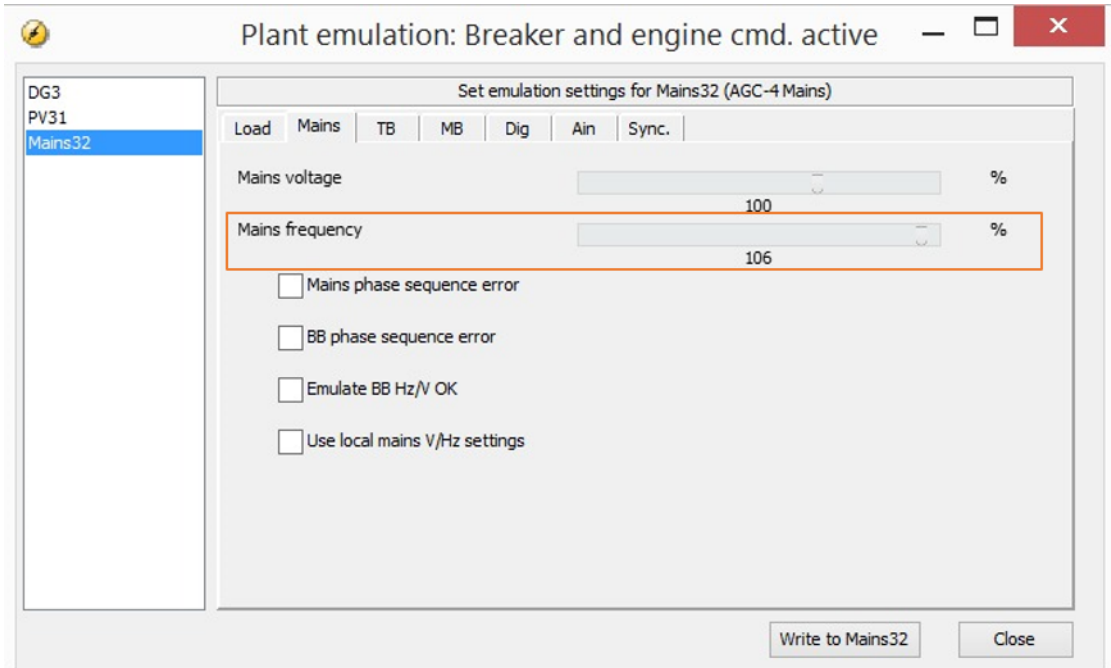 Plant emulation: Breaker and engine cmd. active
DG3
PV31
Mains32
Set emulation settings for Mains32 (AGC-4 Mains)
Load Mains TB MB Dig Ain Sync.
Mains voltage %
100
Mains frequency %
106
Mains phase sequence error
BB phase sequence error
Emulate BB Hz/V OK
Use local mains V/Hz settings
Write to Mains32 Close